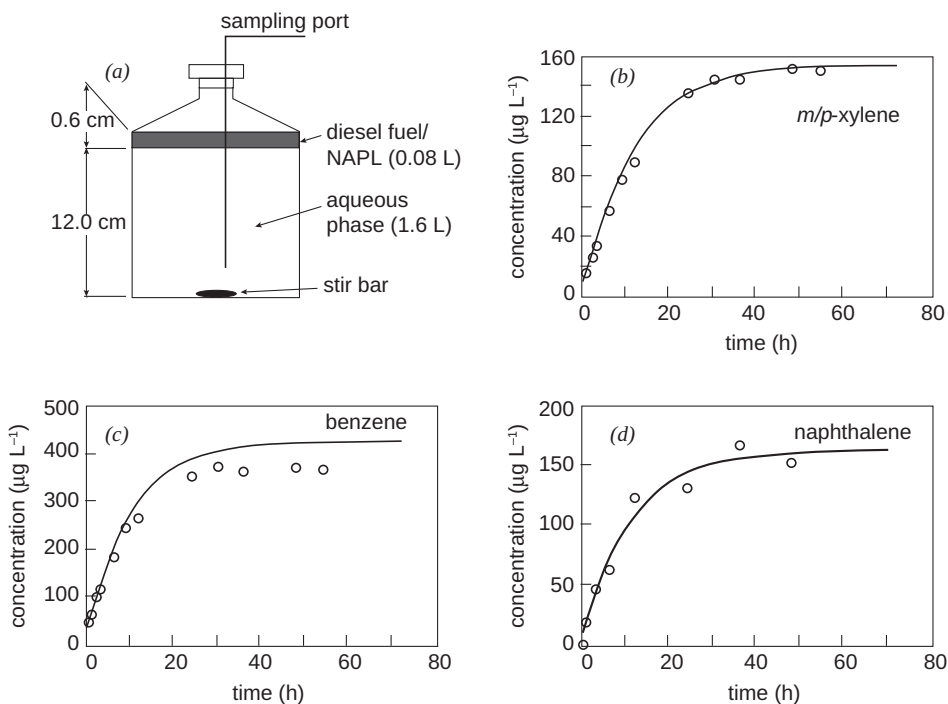 sampling port
(a)
0.6 cm
diesel fuel/
NAPL (0.08 L)
12.0 cm
aqueous
phase (1.6 L)
stir bar
(b)
m/p-xylene
concentration (µg L⁻¹)
160
120
80
40
0
0 20 40 60 80
time (h)
(c)
benzene
concentration (µg L⁻¹)
500
400
300
200
100
0
0 20 40 60 80
time (h)
(d)
naphthalene
concentration (µg L⁻¹)
200
150
100
50
0
0 20 40 60 80
time (h)